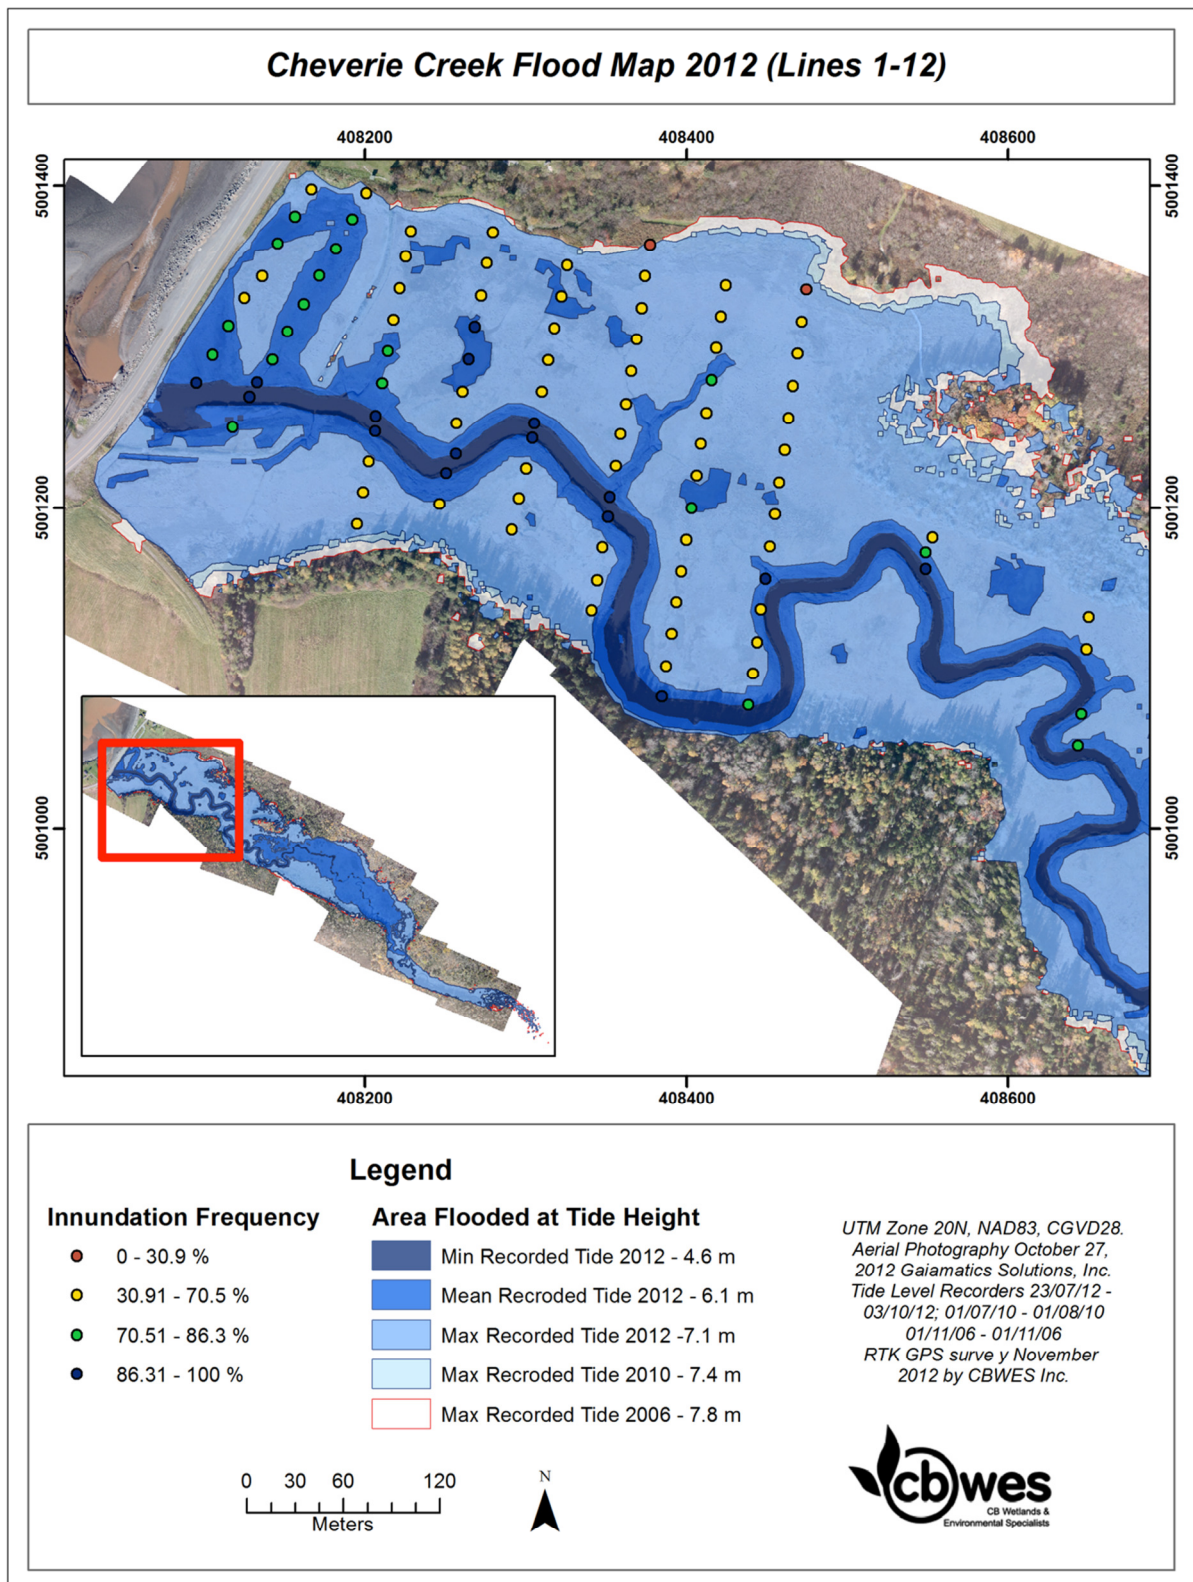 Cheverie Creek Flood Map 2012 (Lines 1-12)
408200 408400 408600
5001400 5001400
5001200 5001200
5001000 5001000
408200 408400 408600
Legend
Innundation Frequency
0 - 30.9 %
30.91 - 70.5 %
70.51 - 86.3 %
86.31 - 100 %
Area Flooded at Tide Height
Min Recorded Tide 2012 - 4.6 m
Mean Recroded Tide 2012 - 6.1 m
Max Recorded Tide 2012 -7.1 m
Max Recroded Tide 2010 - 7.4 m
Max Recorded Tide 2006 - 7.8 m
UTM Zone 20N, NAD83, CGVD28.
Aerial Photography October 27,
2012 Gaiamatics Solutions, Inc.
Tide Level Recorders 23/07/12 -
03/10/12; 01/07/10 - 01/08/10
01/11/06 - 01/11/06
RTK GPS surve y November
2012 by CBWES Inc.
0 30 60 120
Meters
N
cbwes
CB Wetlands &
Environmental Specialists